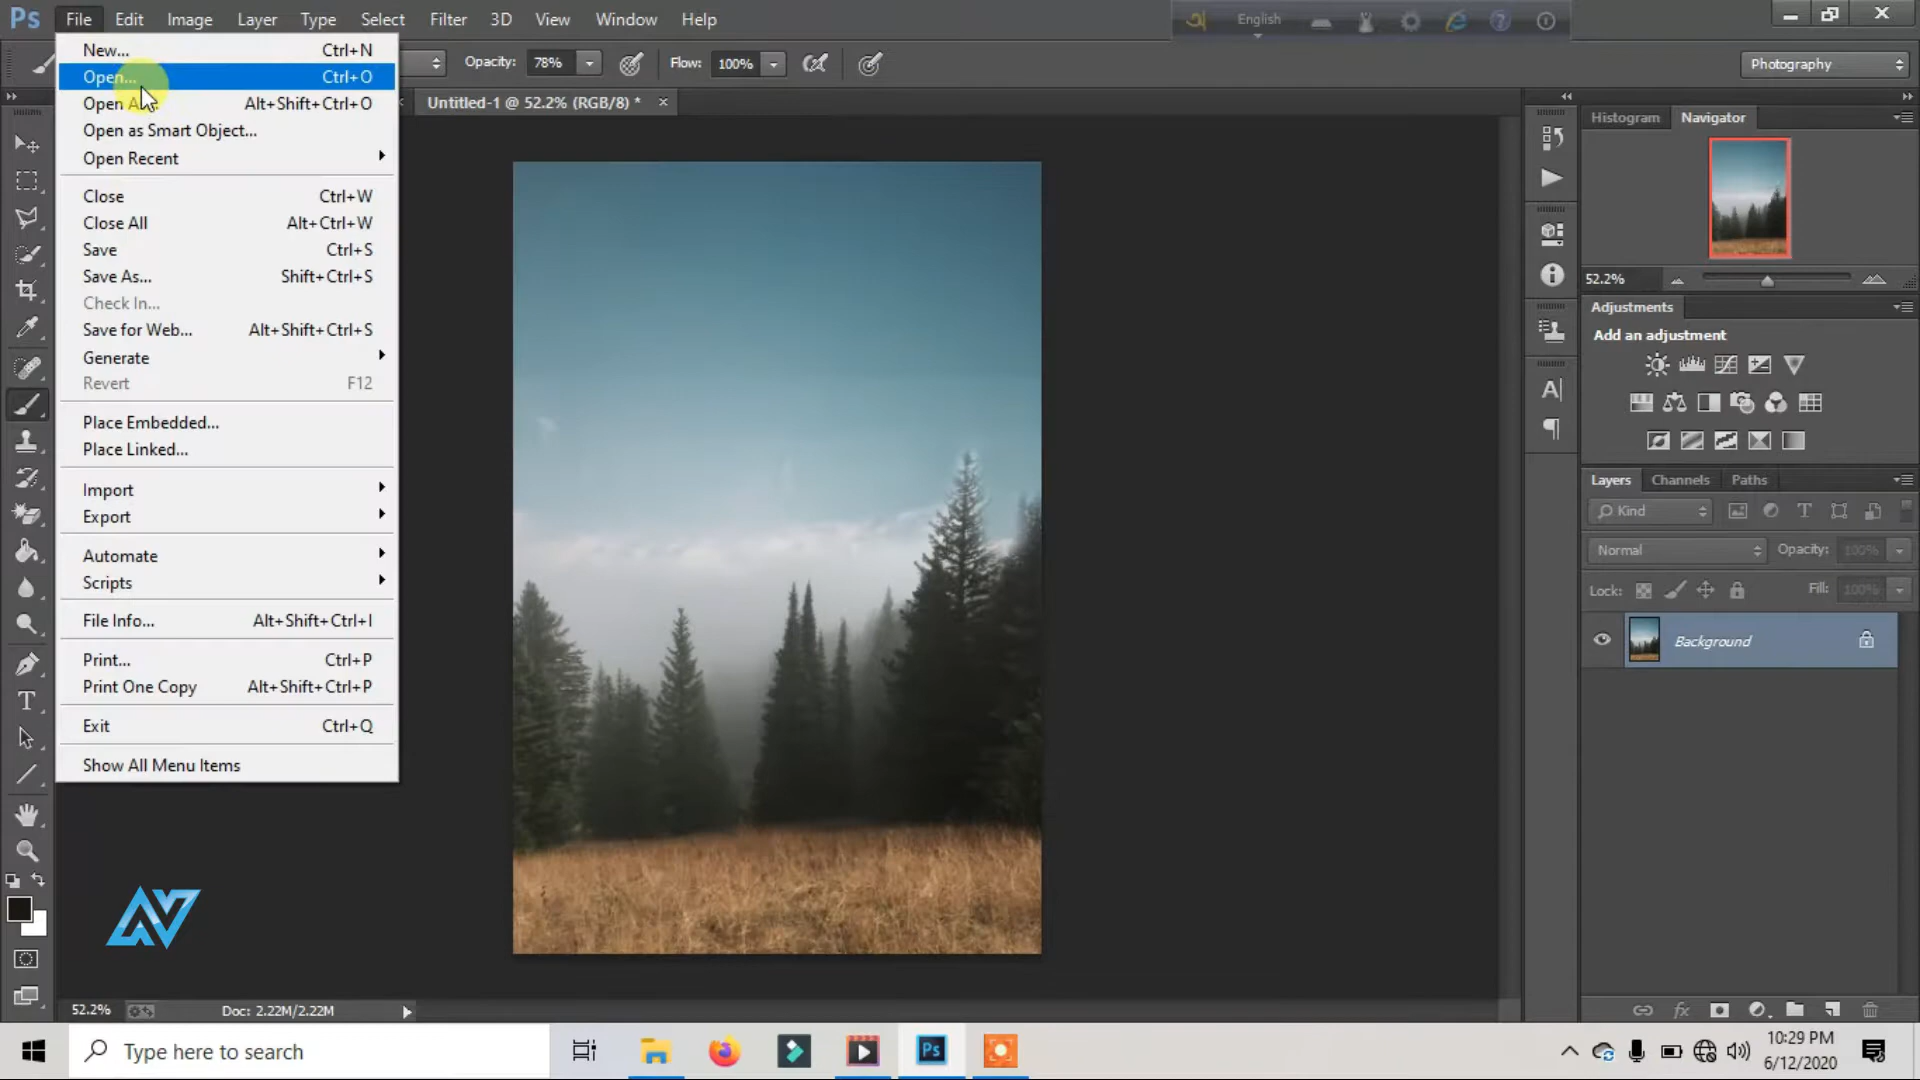 Ps File Edit Image Layer Type Select Filter 3D View Window Help
English
Opacity: 78% Flow: 100% Photography
Untitled-1 @ 52.2% (RGB/8) * ×
New... Ctrl+N
Open... Ctrl+O
Open A Alt+Shift+Ctrl+O
Open as Smart Object...
Open Recent
Close Ctrl+W
Close All Alt+Ctrl+W
Save Ctrl+S
Save As... Shift+Ctrl+S
Check In...
Save for Web... Alt+Shift+Ctrl+S
Generate
Revert F12
Place Embedded...
Place Linked...
Import
Export
Automate
Scripts
File Info... Alt+Shift+Ctrl+I
Print... Ctrl+P
Print One Copy Alt+Shift+Ctrl+P
Exit Ctrl+Q
Show All Menu Items
Histogram Navigator
52.2%
Adjustments
Add an adjustment
Layers Channels Paths
Kind
Normal Opacity: 100%
Lock: Fill: 100%
Background
52.2% Doc: 2.22M/2.22M
Type here to search
Ps
10:29 PM
6/12/2020